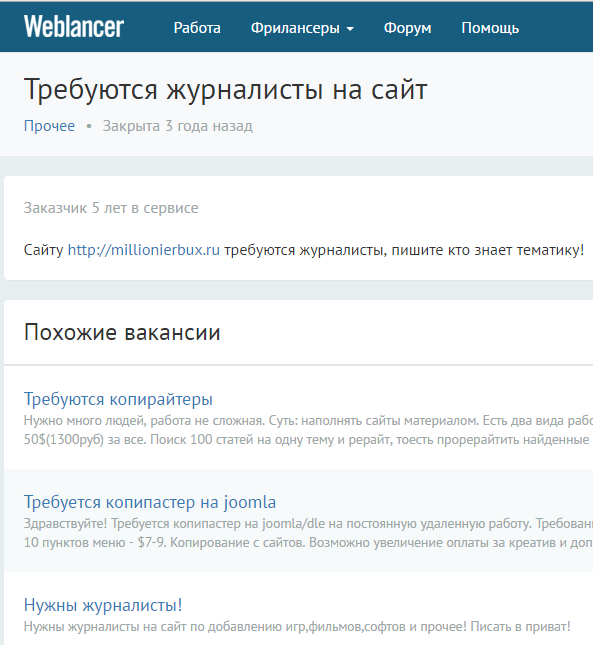 Weblancer Работа Фрилансеры Форум Помощь
Требуются журналисты на сайт
Прочее • Закрыта 3 года назад
Заказчик 5 лет в сервисе
Сайту http://millionierbux.ru требуются журналисты, пишите кто знает тематику!
Похожие вакансии
Требуются копирайтеры
Нужно много людей, работа не сложная. Суть: наполнять сайты материалом. Есть два вида
50$(1300руб) за все. Поиск 100 статей на одну тему и рерайт, тоесть прорерайтить найденные
Требуется копипастер на joomla
Здравствуйте! Требуется копипастер на joomla/dle на постоянную удаленную работу.
10 пунктов меню - $7-9. Копирование с сайтов. Возможно увеличение оплаты за креатив и
Нужны журналисты!
Нужны журналисты на сайт по добавлению игр,фильмов,софтов и прочее! Писать в приват!